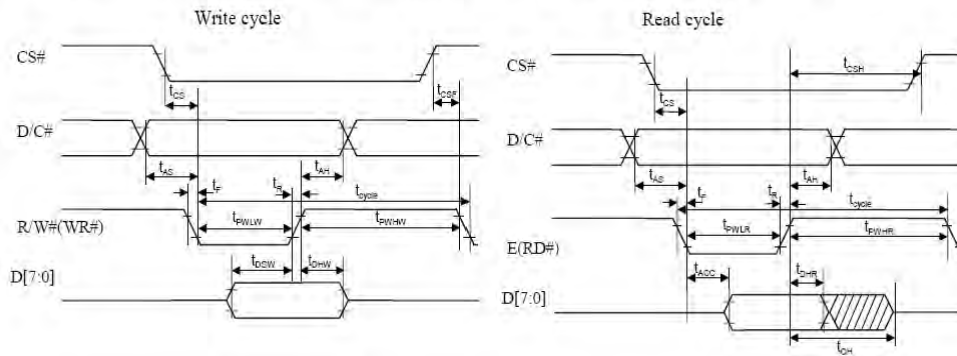 Write cycle
CS#
tCS
tCSF
D/C#
tAS
tAH
tF
tR
tcycle
R/W#(WR#)
tPWLW
tPWHW
D[7:0]
tDSW
tDHW
Read cycle
CS#
tCS
tCSH
D/C#
tAS
tAH
tF
tR
tcycle
E(RD#)
tPWLR
tPWHR
tACC
tDHR
D[7:0]
tOH